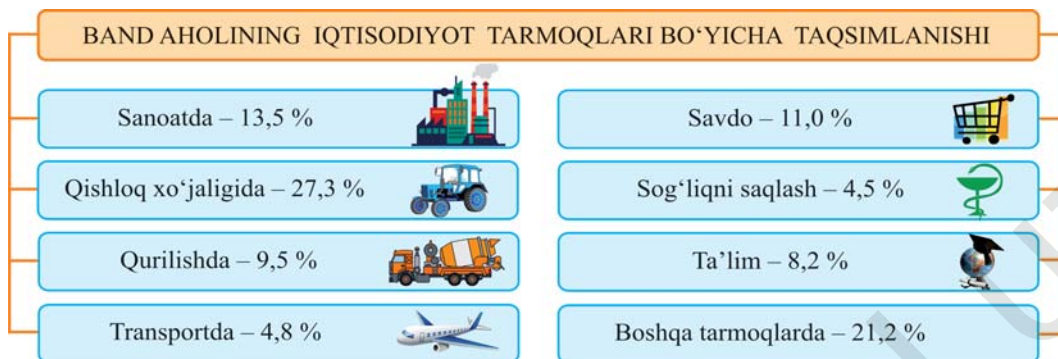 BAND AHOLINING IQTISODIYOT TARMOQLARI BO‘YICHA TAQSIMLANISHI
Sanoatda – 13,5 %
Qishloq xo‘jaligida – 27,3 %
Qurilishda – 9,5 %
Transportda – 4,8 %
Savdo – 11,0 %
Sog‘liqni saqlash – 4,5 %
Ta’lim – 8,2 %
Boshqa tarmoqlarda – 21,2 %